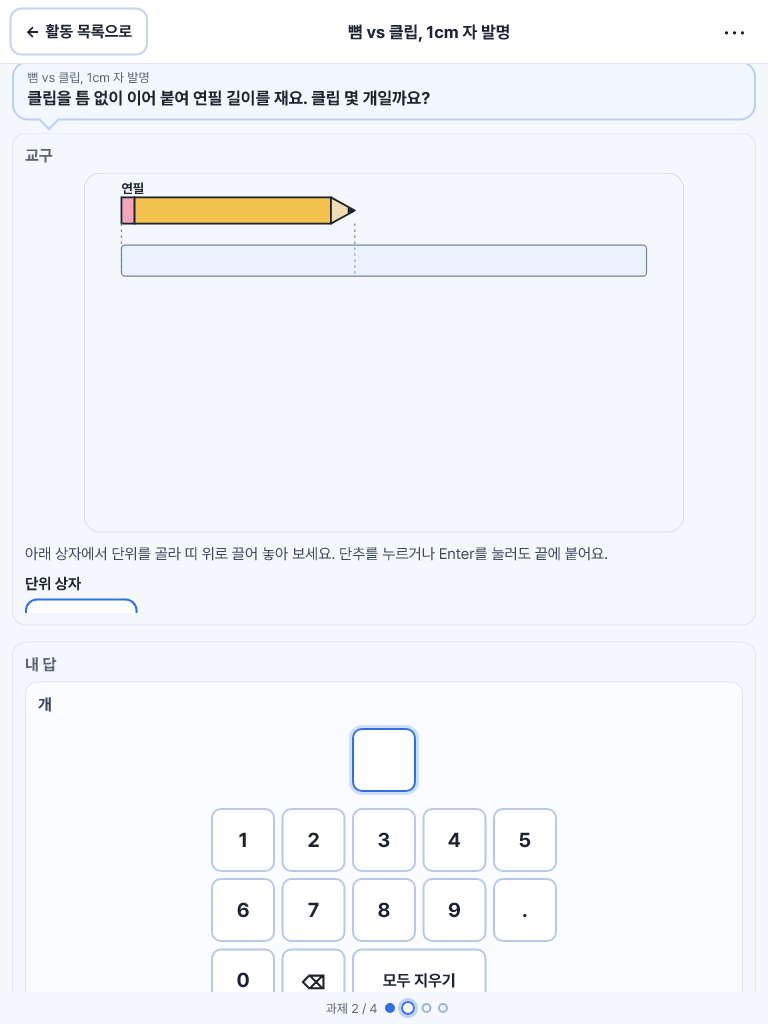 ← 활동 목록으로
뼘 vs 클립, 1cm 자 발명
...
뼘 vs 클립, 1cm 자 발명
클립을 틈 없이 이어 붙여 연필 길이를 재요. 클립 몇 개일까요?
교구
연필
아래 상자에서 단위를 골라 띠 위로 끌어 놓아 보세요. 단추를 누르거나 Enter를 눌러도 끝에 붙어요.
단위 상자
내 답
개
1 2 3 4 5
6 7 8 9 .
0 ⌫ 모두 지우기
과제 2 / 4